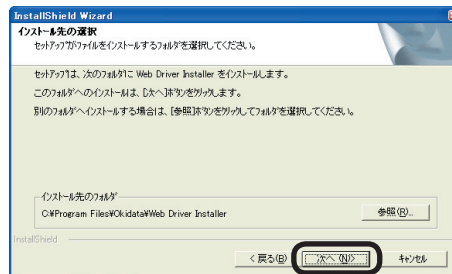 InstallShield Wizard
インストール先の選択
セットアップがファイルをインストールするフォルダを選択してください。
セットアップは、次のフォルダに Web Driver Installer をインストールします。
このフォルダへのインストールは、[次へ]ボタンをクリックします。
別のフォルダへインストールする場合は、[参照]ボタンをクリックしてフォルダを選択してください。
インストール先のフォルダ
C:¥Program Files¥Okidata¥Web Driver Installer
参照(R)...
InstallShield
< 戻る(B)
次へ (N)>
キャンセル